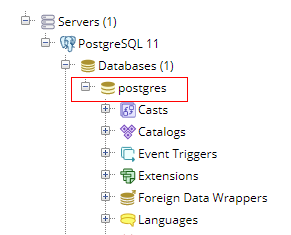 Servers (1)
PostgreSQL 11
Databases (1)
postgres
Casts
Catalogs
Event Triggers
Extensions
Foreign Data Wrappers
Languages